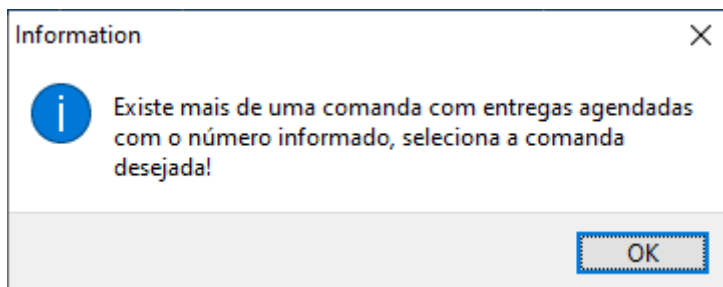 Information
Existe mais de uma comanda com entregas agendadas
com o número informado, seleciona a comanda
desejada!
OK